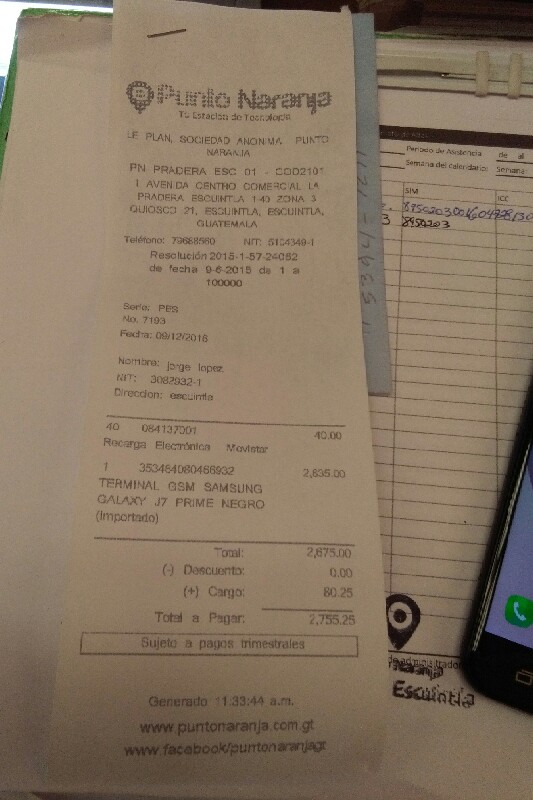 Punto Naranja
Tu Estación de Tecnología
LE PLAN, SOCIEDAD ANONIMA PUNTO
NARANJA
PN PRADERA ESC 01 - COD2101
1 AVENIDA CENTRO COMERCIAL LA
PRADERA ESCUINTLA 1-40 ZONA 3
QUIOSCO 21, ESCUINTLA, ESCUINTLA,
GUATEMALA
Teléfono: 79688560 NIT: 5104349-1
Resolución 2015-1-57-24052
de fecha 9-6-2015 de 1 a
100000
Serie: PES
No. 7193
Fecha: 09/12/2016
Nombre: jorge lopez
NIT: 3082932-1
Direccion: escuintle
40 084137001 40.00
Recarga Electrónica Movistar
1 353464080466932 2,635.00
TERMINAL GSM SAMSUNG
GALAXY J7 PRIME NEGRO
(Importado)
Total: 2,675.00
(-) Descuento: 0.00
(+) Cargo: 80.25
Total a Pagar: 2,755.25
Sujeto a pagos trimestrales
Generado 11:33:44 a.m.
www.puntonaranja.com.gt
www.facebook/puntonaranjagt
Periodo de Asistencia de al
Semana del calendario: Semana
SIM ICC
8950203
de administrador
Naranja
Escuintla